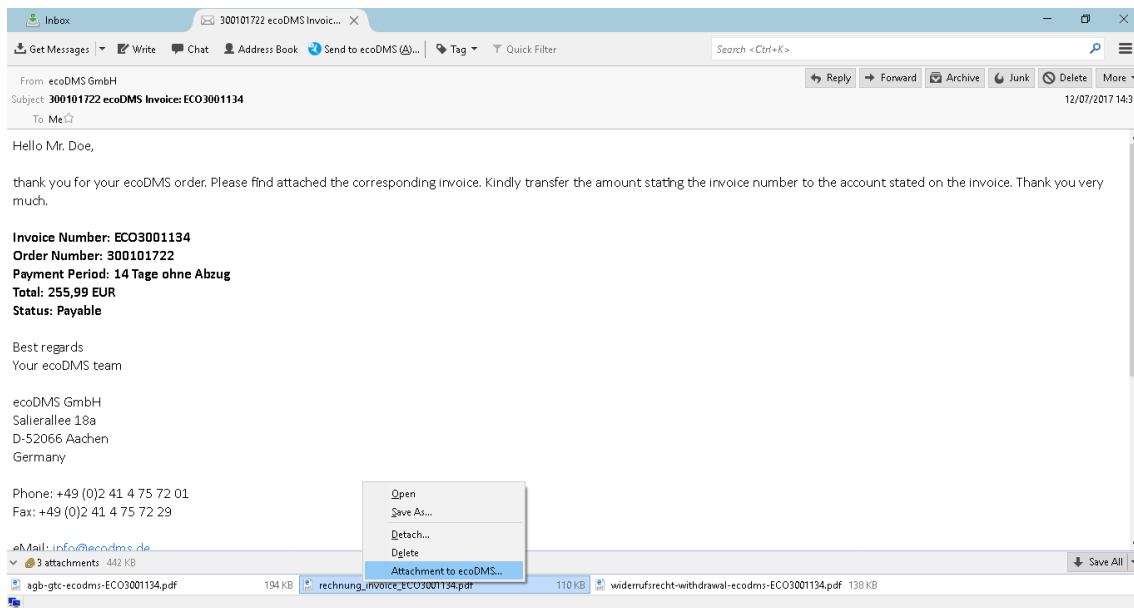 Inbox
300101722 ecoDMS Invoic...
Get Messages Write Chat Address Book Send to ecoDMS (A)... Tag Quick Filter Search <Ctrl+K>
From ecoDMS GmbH Reply Forward Archive Junk Delete More
Subject 300101722 ecoDMS Invoice: ECO3001134 12/07/2017 14:3
To Me
Hello Mr. Doe,
thank you for your ecoDMS order. Please find attached the corresponding invoice. Kindly transfer the amount stating the invoice number to the account stated on the invoice. Thank you very
much.
Invoice Number: ECO3001134
Order Number: 300101722
Payment Period: 14 Tage ohne Abzug
Total: 255,99 EUR
Status: Payable
Best regards
Your ecoDMS team
ecoDMS GmbH
Salierallee 18a
D-52066 Aachen
Germany
Phone: +49 (0)2 41 4 75 72 01
Fax: +49 (0)2 41 4 75 72 29
eMail: info@ecodms.de
Open
Save As...
Detach...
Delete
Attachment to ecoDMS...
3 attachments 442 KB Save All
agb-gtc-ecodms-ECO3001134.pdf 194 KB rechnung_invoice_ECO3001134.pdf 110 KB widerrufsrecht-withdrawal-ecodms-ECO3001134.pdf 138 KB